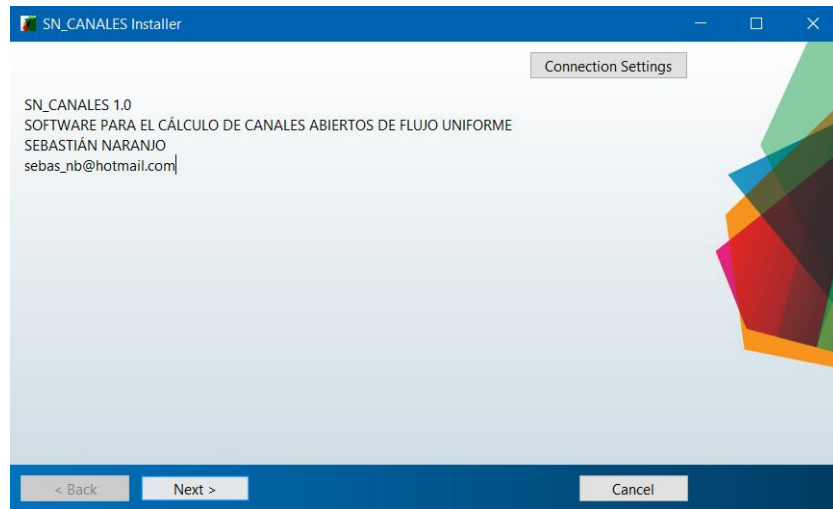 SN_CANALES Installer
Connection Settings
SN_CANALES 1.0
SOFTWARE PARA EL CÁLCULO DE CANALES ABIERTOS DE FLUJO UNIFORME
SEBASTIÁN NARANJO
sebas_nb@hotmail.com
< Back
Next >
Cancel